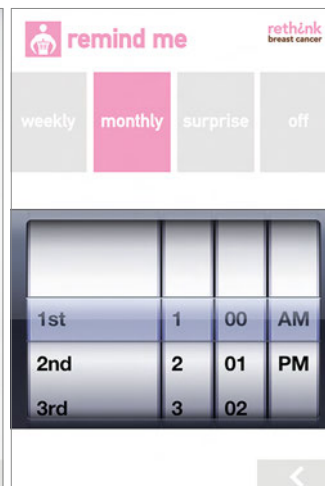 remind me
rethink
breast cancer
weekly monthly surprise off
1st 1 00 AM
2nd 2 01 PM
3rd 3 02